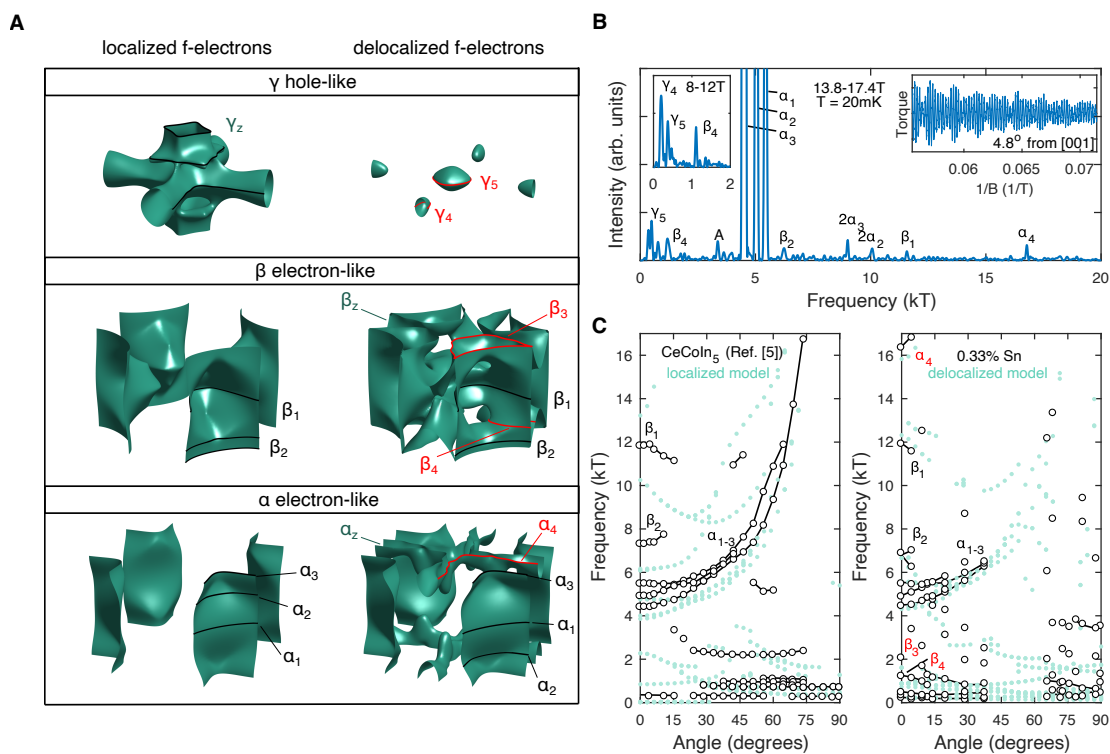 A
localized f-electrons
delocalized f-electrons
γ hole-like
γz
γ5
γ4
β electron-like
βz
β3
β1
β2
β4
β1
β2
α electron-like
αz
α4
α3
α2
α1
α3
α1
α2
B
Intensity (arb. units)
γ4 8-12T
γ5
β4
0 1 2
α1
α2
α3
13.8-17.4T
T = 20mK
Torque
4.8o from [001]
0.06 0.065 0.07
1/B (1/T)
γ5
β4
A
β2
2α3
2α2
β1
α4
0 5 10 15 20
Frequency (kT)
C
Frequency (kT)
16
14
12
10
8
6
4
2
0
CeCoIn5 (Ref. [5])
localized model
β1
β2
α1-3
0 15 30 45 60 75 90
Angle (degrees)
Frequency (kT)
16
14
12
10
8
6
4
2
0
α4
0.33% Sn
delocalized model
β1
β2
α1-3
β3
β4
0 15 30 45 60 75 90
Angle (degrees)